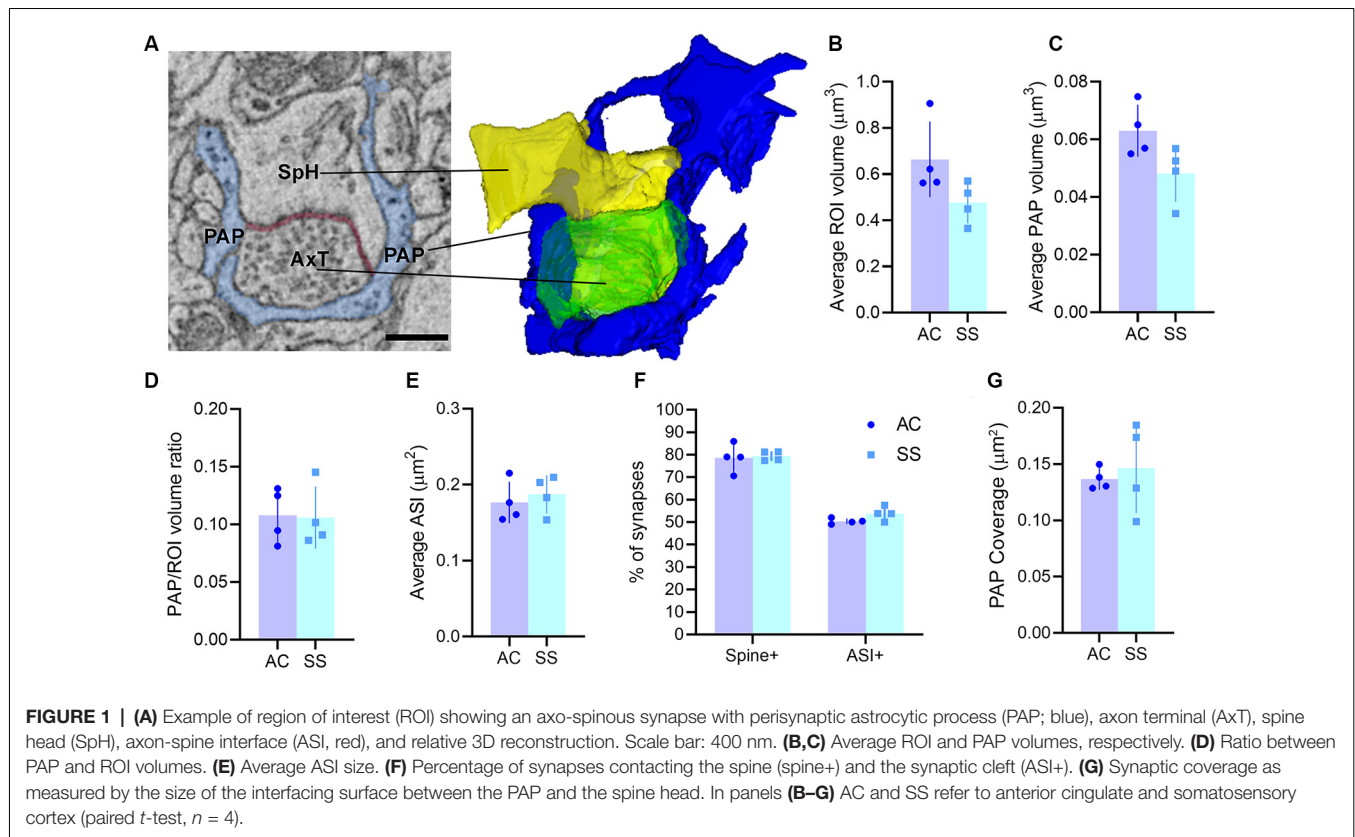 A
SpH
PAP
AxT
PAP
B
Average ROI volume (μm³)
1.0
0.8
0.6
0.4
0.2
0.0
AC SS
C
Average PAP volume (μm³)
0.08
0.06
0.04
0.02
0.00
AC SS
D
PAP/ROI volume ratio
0.20
0.15
0.10
0.05
0.00
AC SS
E
Average ASI (μm²)
0.3
0.2
0.1
0.0
AC SS
F
% of synapses
100
90
80
70
60
50
40
30
20
10
0
Spine+ ASI+
AC
SS
G
PAP Coverage (μm²)
0.20
0.15
0.10
0.05
0.00
AC SS
FIGURE 1 | (A) Example of region of interest (ROI) showing an axo-spinous synapse with perisynaptic astrocytic process (PAP; blue), axon terminal (AxT), spine
head (SpH), axon-spine interface (ASI, red), and relative 3D reconstruction. Scale bar: 400 nm. (B,C) Average ROI and PAP volumes, respectively. (D) Ratio between
PAP and ROI volumes. (E) Average ASI size. (F) Percentage of synapses contacting the spine (spine+) and the synaptic cleft (ASI+). (G) Synaptic coverage as
measured by the size of the interfacing surface between the PAP and the spine head. In panels (B–G) AC and SS refer to anterior cingulate and somatosensory
cortex (paired t-test, n = 4).